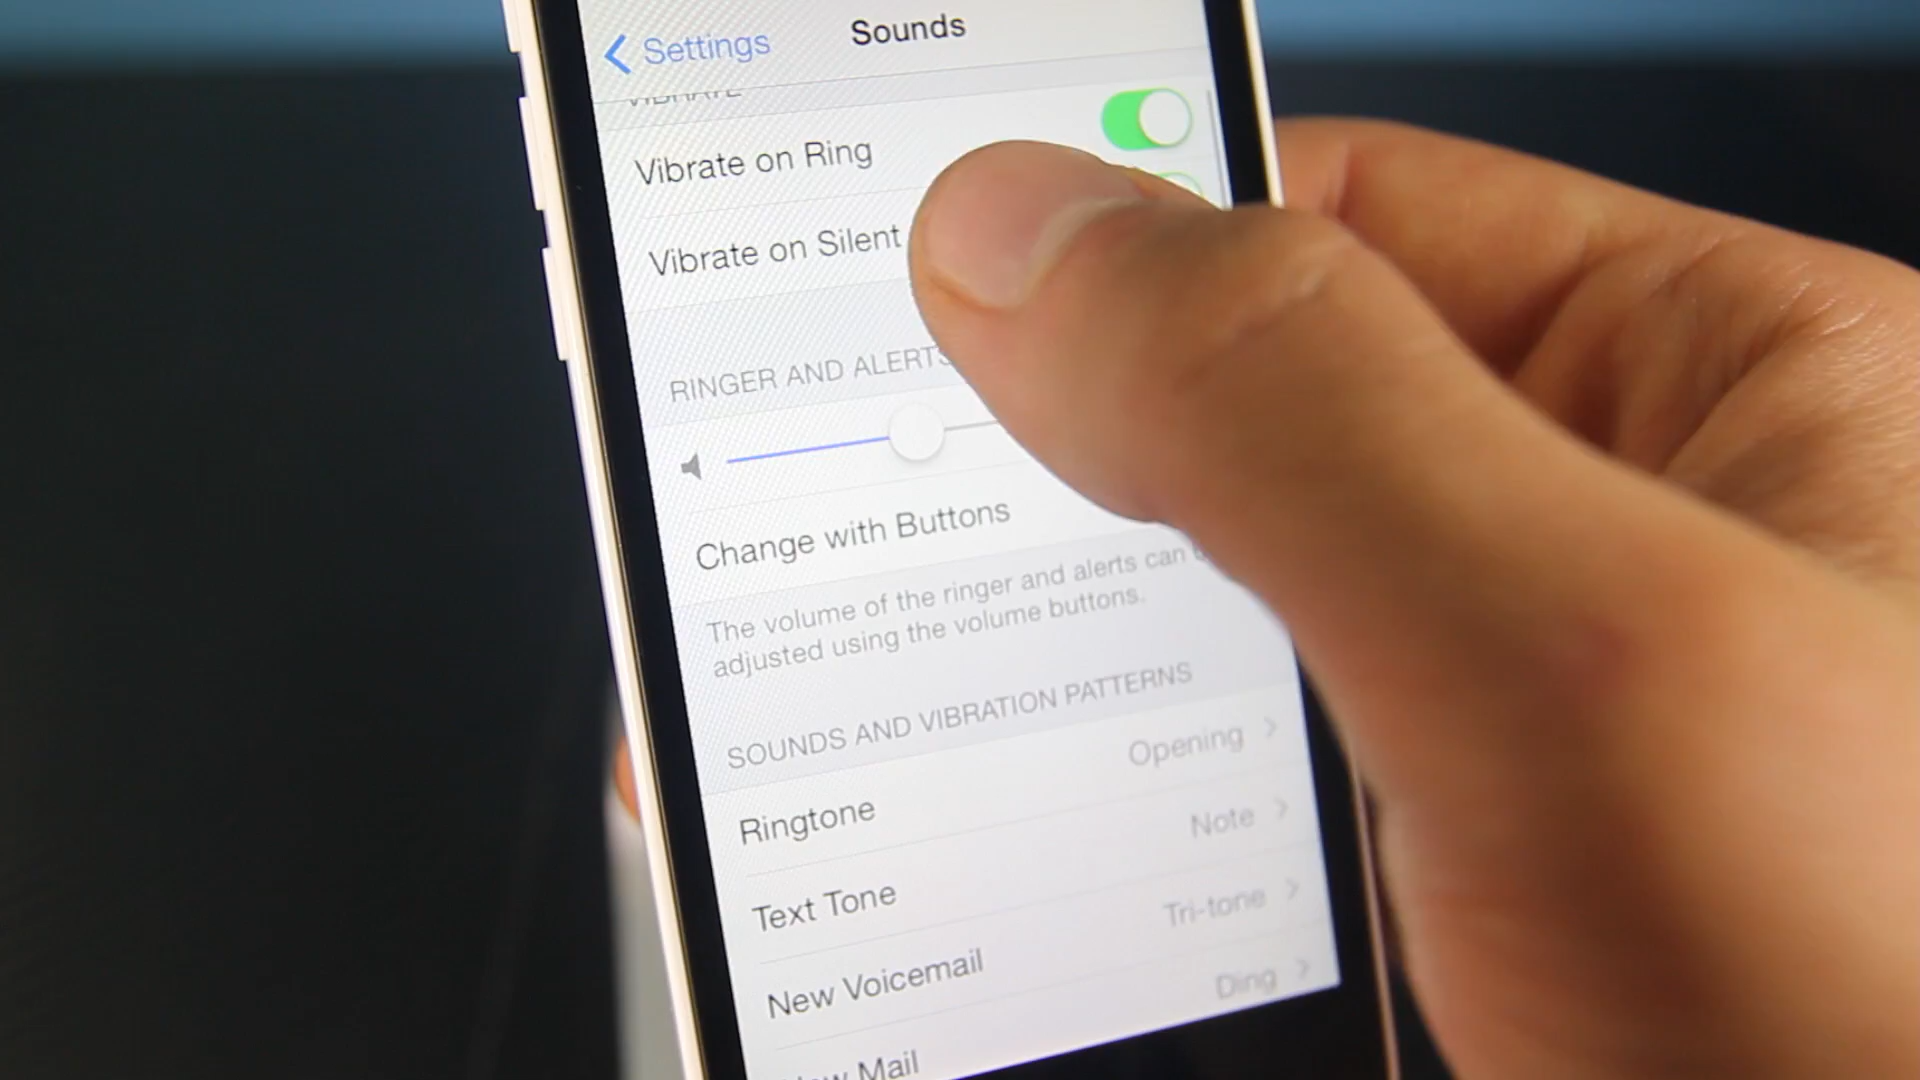 Settings
Sounds
VIBRATE
Vibrate on Ring
Vibrate on Silent
RINGER AND ALERTS
Change with Buttons
The volume of the ringer and alerts can
adjusted using the volume buttons.
SOUNDS AND VIBRATION PATTERNS
Ringtone Opening
Text Tone Note
New Voicemail Tri-tone
Mail Ding